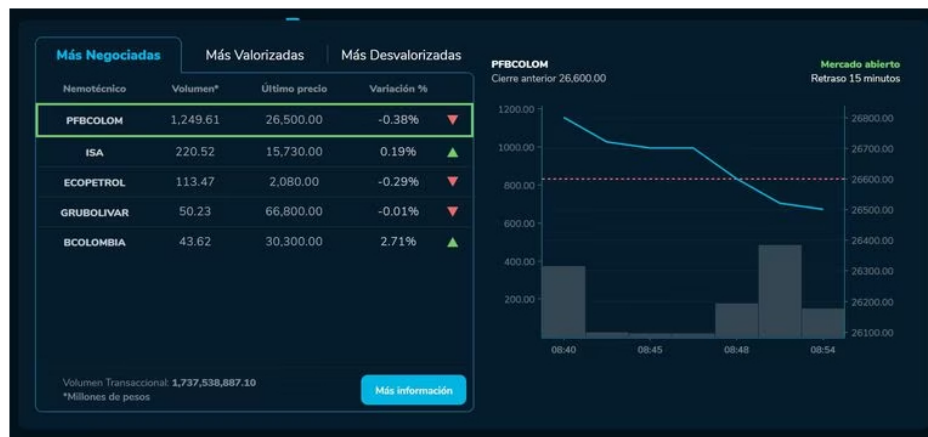 Más Negociadas Más Valorizadas Más Desvalorizadas
Nemotécnico Volumen* Último precio Variación %
PFBCOLOM 1,249.61 26,500.00 -0.38%
ISA 220.52 15,730.00 0.19%
ECOPETROL 113.47 2,080.00 -0.29%
GRUBOLIVAR 50.23 66,800.00 -0.01%
BCOLOMBIA 43.62 30,300.00 2.71%
Volumen Transaccional: 1,737,538,887.10
*Millones de pesos
Más información
PFBCOLOM Mercado abierto
Cierre anterior 26,600.00 Retraso 15 minutos
1200.00 26800.00
1000.00 26700.00
800.00 26600.00
600.00 26500.00
400.00 26400.00
26300.00
200.00 26200.00
26100.00
08:40 08:45 08:48 08:54